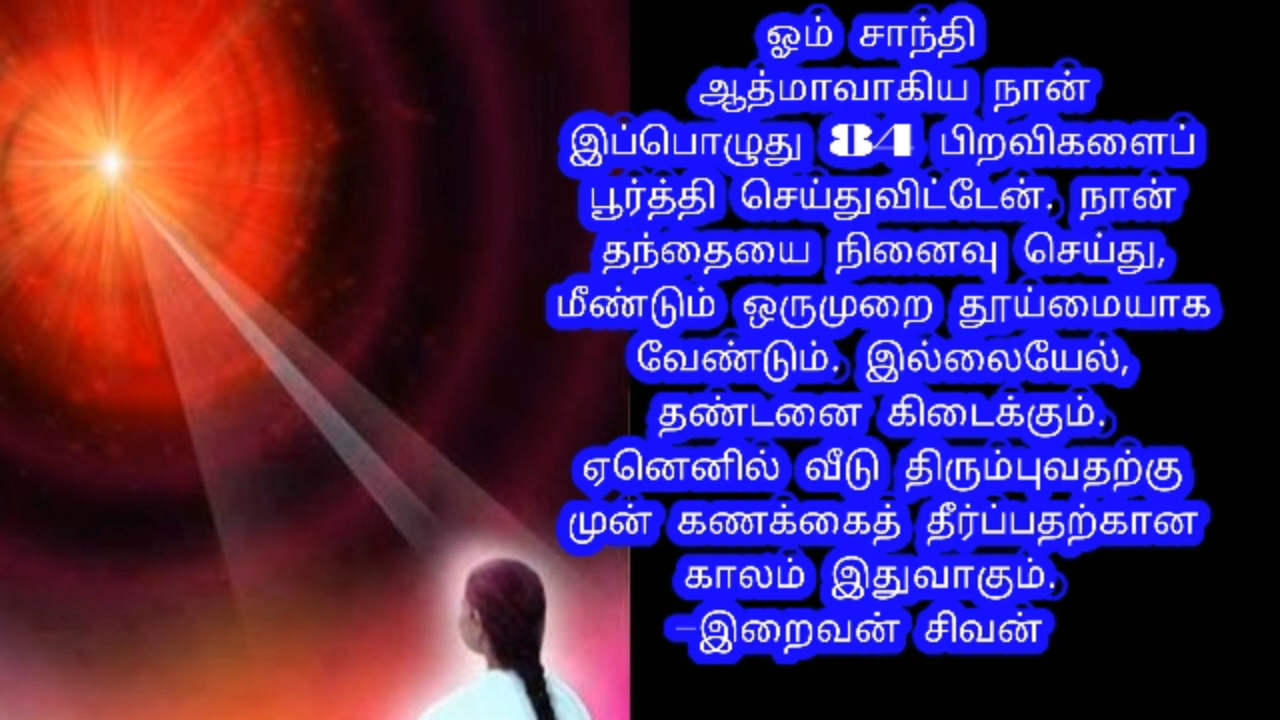 ஓம் சாந்தி
ஆத்மாவாகிய நான்
இப்பொழுது 84 பிறவிகளைப்
பூர்த்தி செய்துவிட்டேன். நான்
தந்தையை நினைவு செய்து,
மீண்டும் ஒருமுறை தூய்மையாக
வேண்டும். இல்லையேல்,
தண்டனை கிடைக்கும்.
ஏனெனில் வீடு திரும்புவதற்கு
முன் கணக்கைத் தீர்ப்பதற்கான
காலம் இதுவாகும்.
-இறைவன் சிவன்